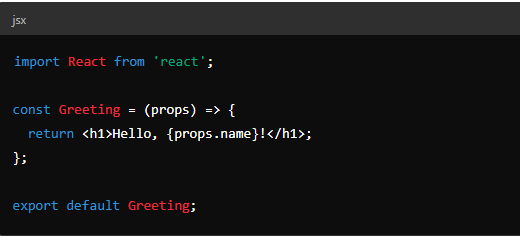 jsx
import React from 'react';
const Greeting = (props) => {
  return <h1>Hello, {props.name}!</h1>;
};
export default Greeting;